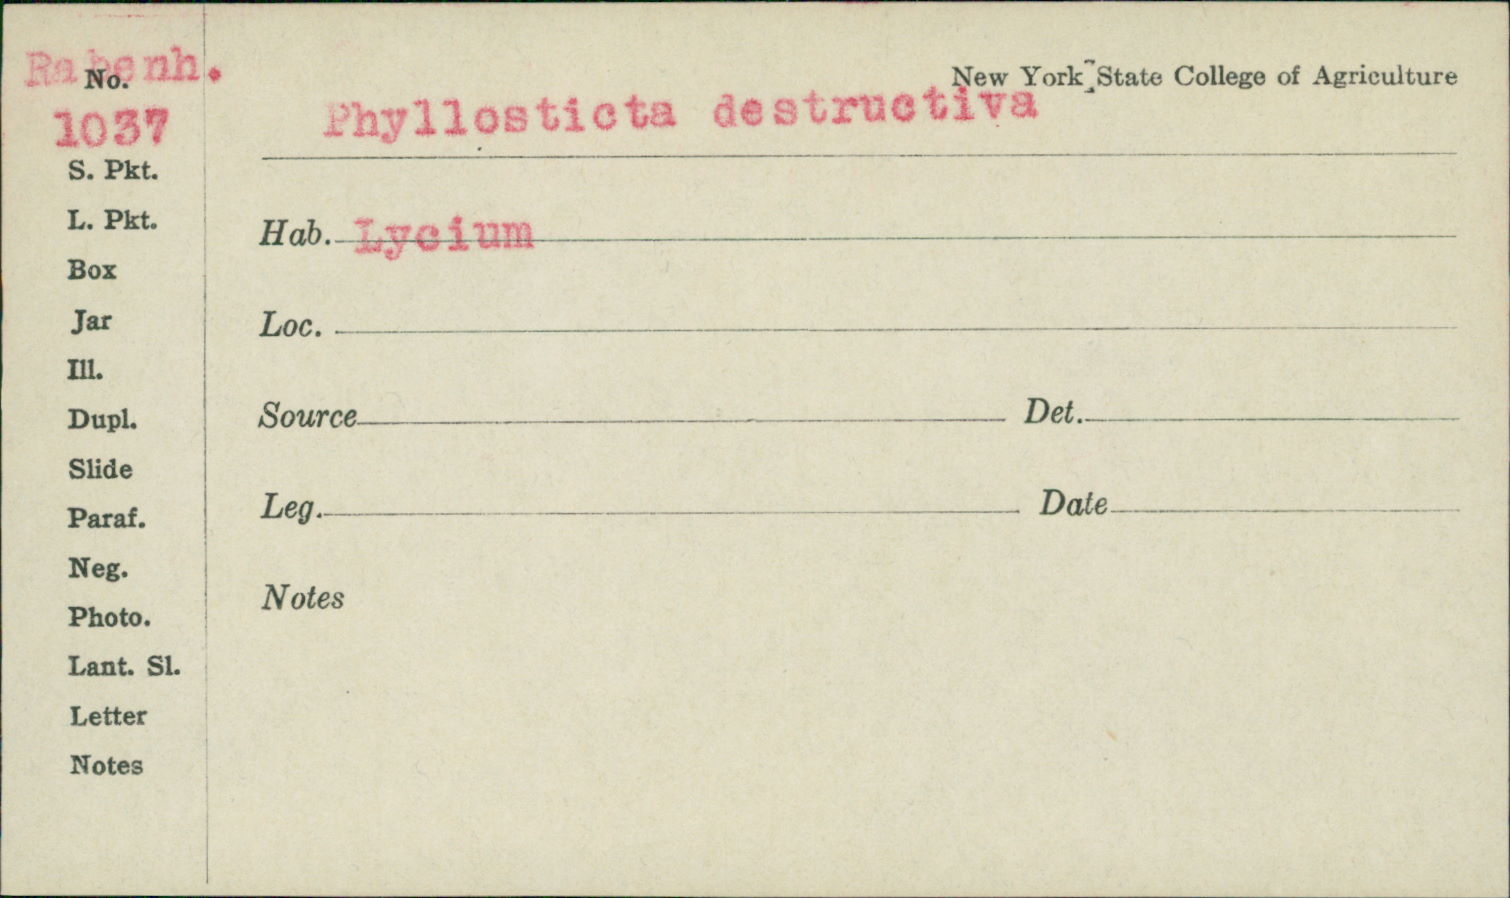 Rabenh.
No.
1037
New York State College of Agriculture
Phyllosticta destructiva
S. Pkt.
L. Pkt.
Box
Jar
Ill.
Dupl.
Slide
Paraf.
Neg.
Photo.
Lant. Sl.
Letter
Notes
Hab. Lycium
Loc.
Source Det.
Leg. Date
Notes